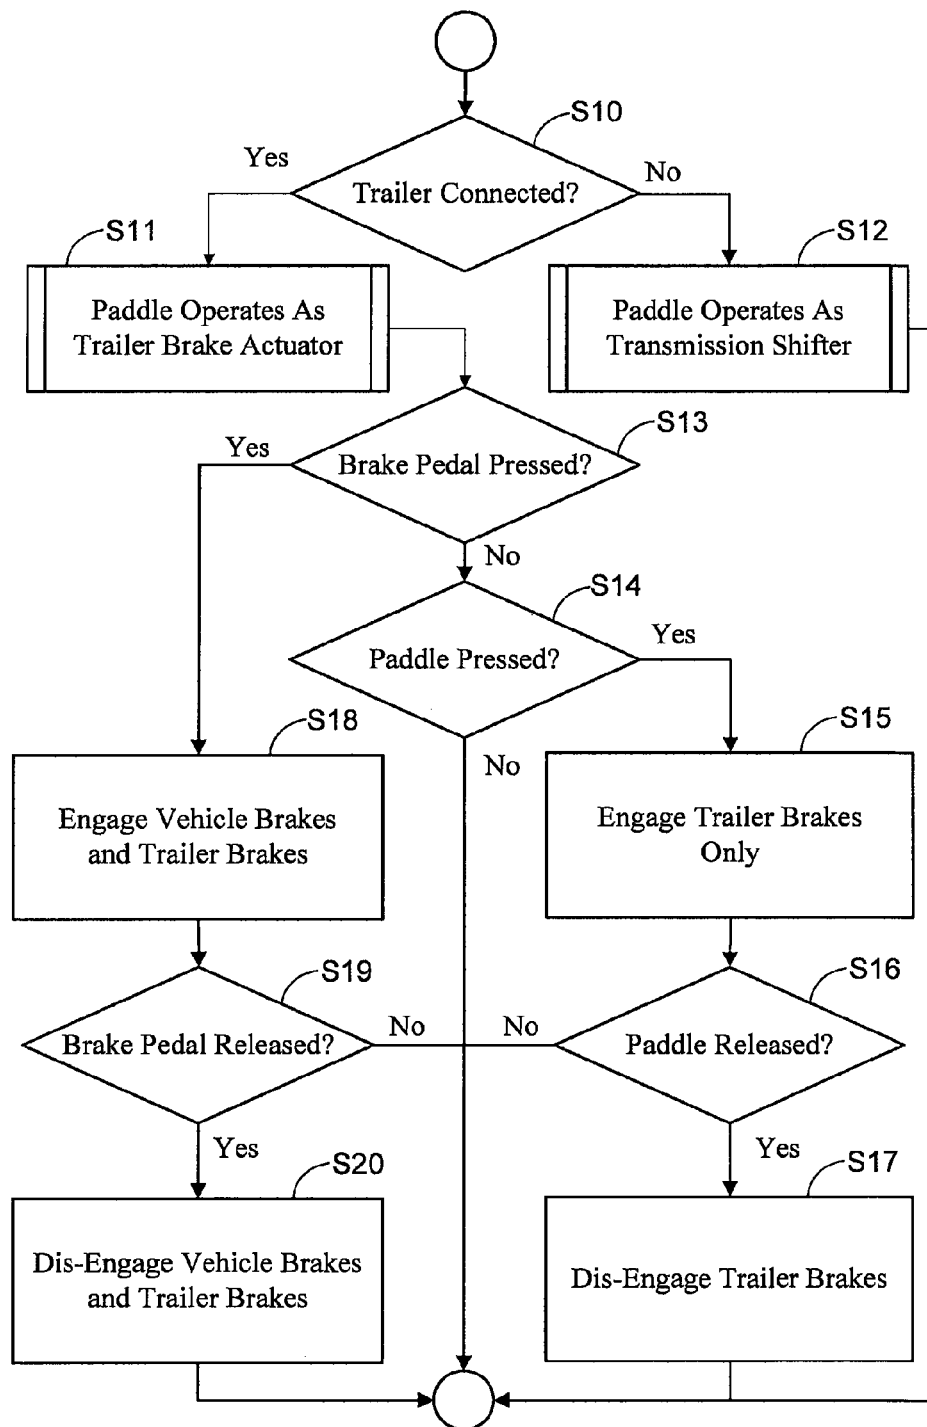 S10
Yes
No
Trailer Connected?
S11
S12
Paddle Operates As
Trailer Brake Actuator
Paddle Operates As
Transmission Shifter
S13
Yes
Brake Pedal Pressed?
No
S14
Yes
Paddle Pressed?
S18
S15
No
Engage Vehicle Brakes
and Trailer Brakes
Engage Trailer Brakes
Only
S19
S16
No
No
Brake Pedal Released?
Paddle Released?
Yes
Yes
S20
S17
Dis-Engage Vehicle Brakes
and Trailer Brakes
Dis-Engage Trailer Brakes